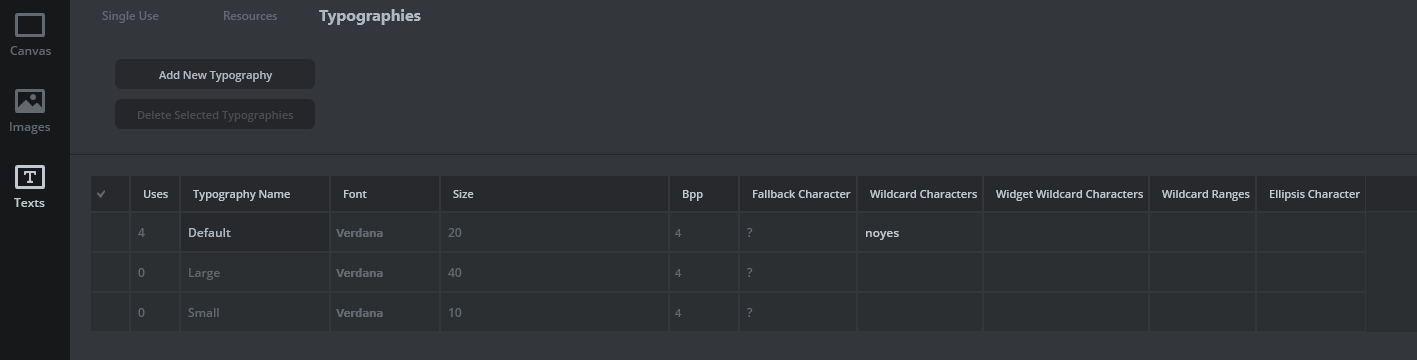 Single Use Resources Typographies
Canvas
Add New Typography
Delete Selected Typographies
Images
Texts
Uses Typography Name Font Size Bpp Fallback Character Wildcard Characters Widget Wildcard Characters Wildcard Ranges Ellipsis Character
4 Default Verdana 20 4 ? noyes
0 Large Verdana 40 4 ?
0 Small Verdana 10 4 ?